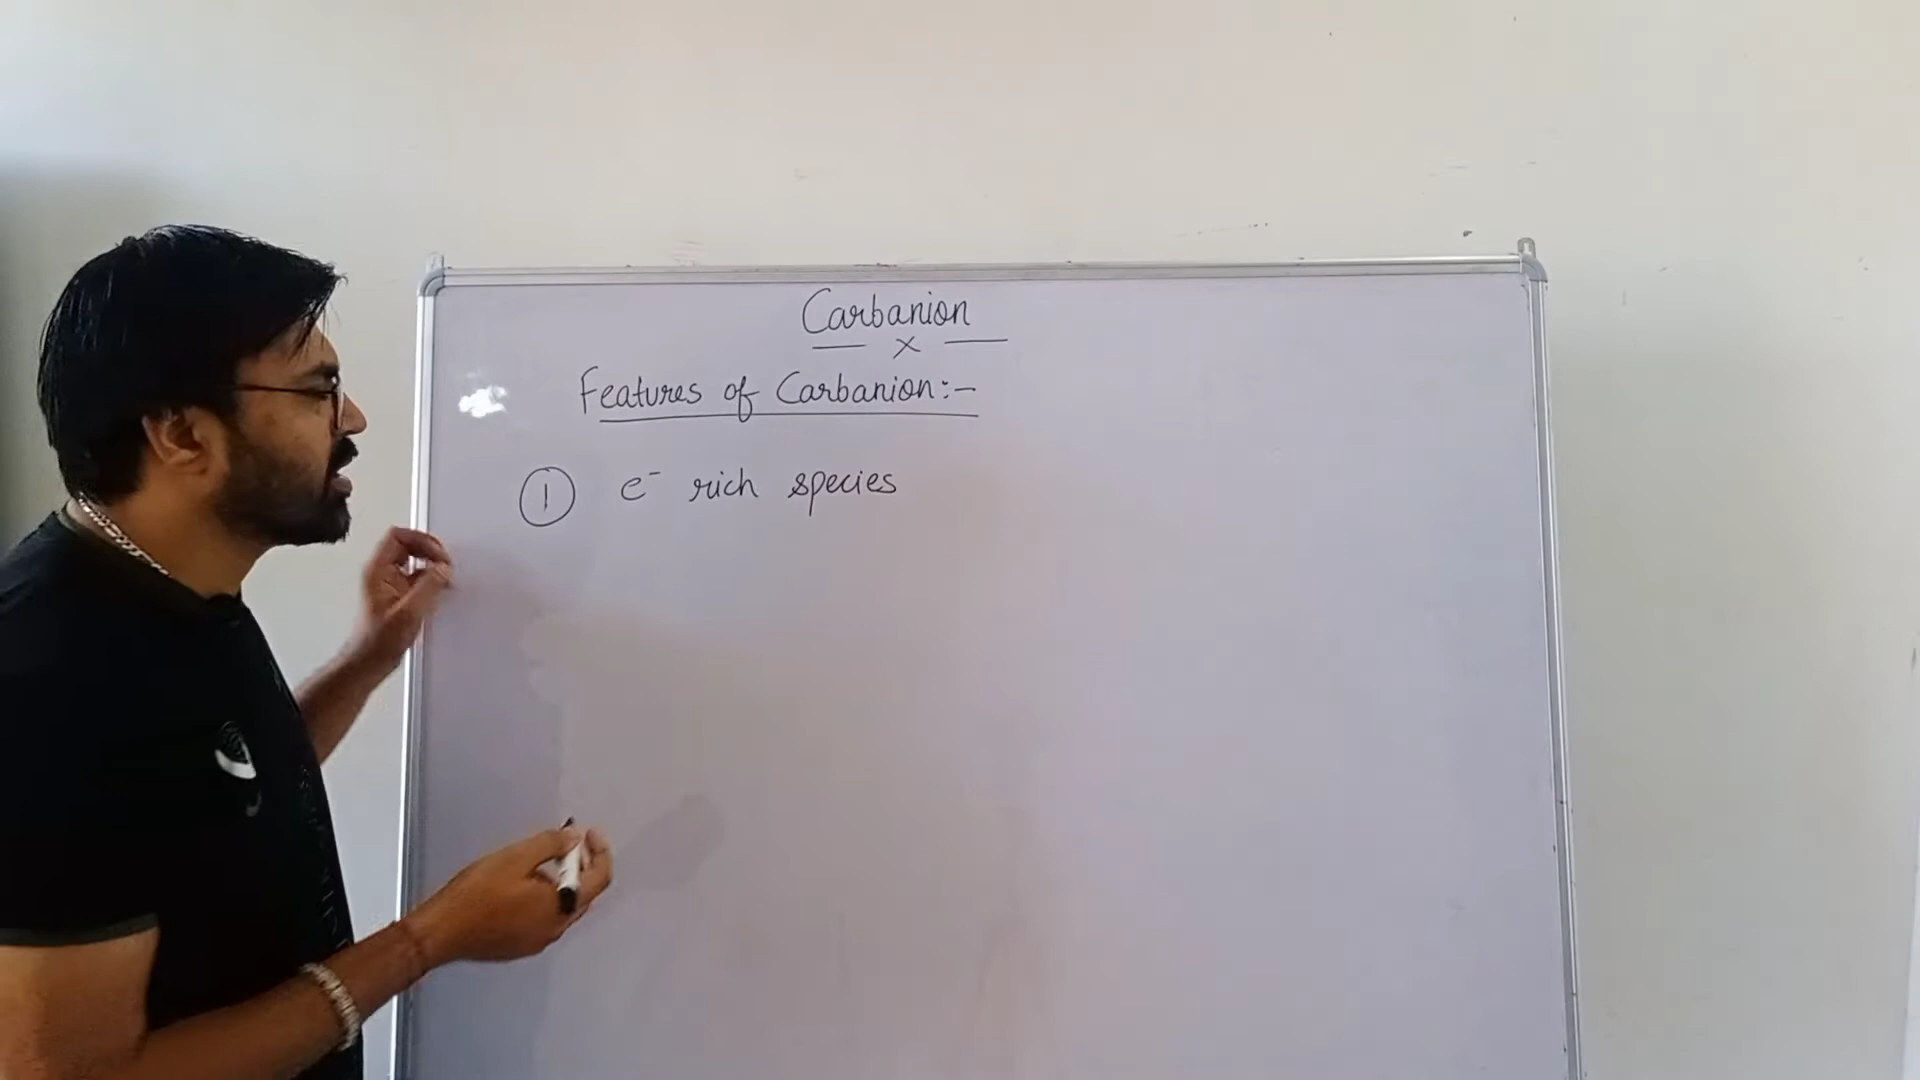 Carbanion
— x —
Features of Carbanion:-
① e⁻ rich species